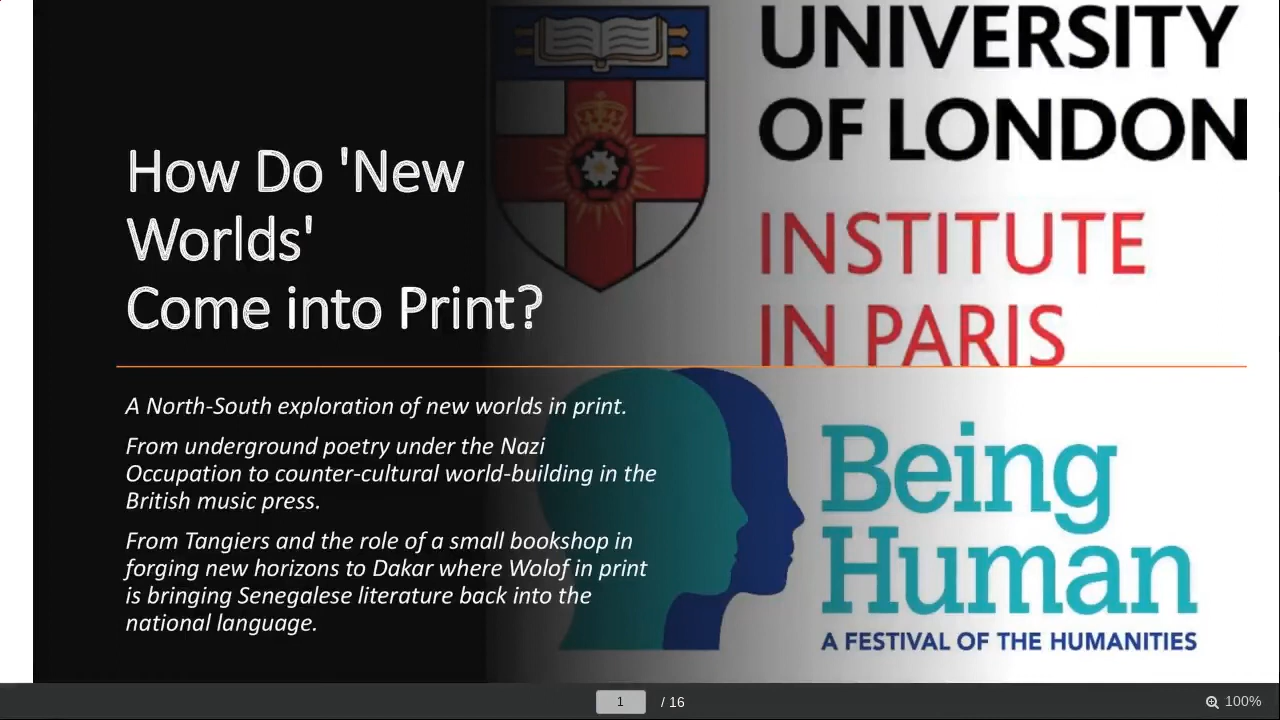 UNIVERSITY
OF LONDON
INSTITUTE
IN PARIS
How Do 'New
Worlds'
Come into Print?
A North-South exploration of new worlds in print.
From underground poetry under the Nazi
Occupation to counter-cultural world-building in the
British music press.
From Tangiers and the role of a small bookshop in
forging new horizons to Dakar where Wolof in print
is bringing Senegalese literature back into the
national language.
Being
Human
A FESTIVAL OF THE HUMANITIES
1 / 16
100%